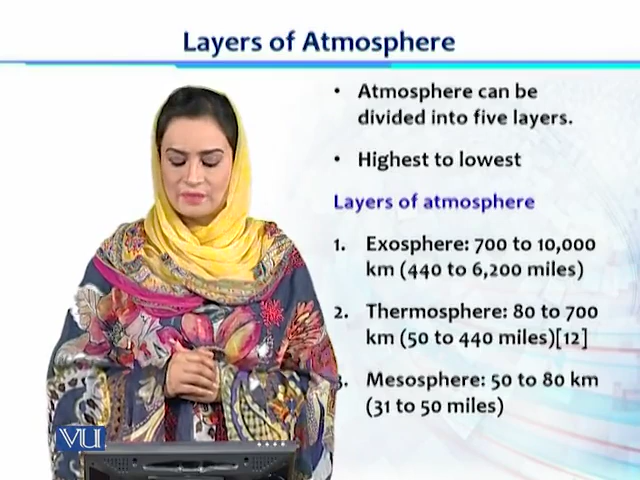 Layers of Atmosphere
• Atmosphere can be
divided into five layers.
• Highest to lowest
Layers of atmosphere
1. Exosphere: 700 to 10,000
km (440 to 6,200 miles)
2. Thermosphere: 80 to 700
km (50 to 440 miles)[12]
3. Mesosphere: 50 to 80 km
(31 to 50 miles)
VU